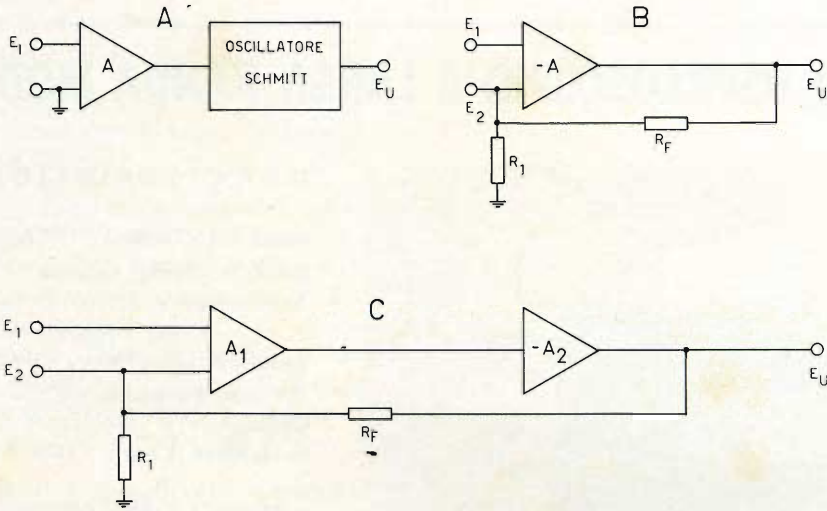 A
E1
A
OSCILLATORE
SCHMITT
EU
B
E1
-A
E2
EU
RF
R1
C
E1
A1
-A2
E2
EU
RF
R1